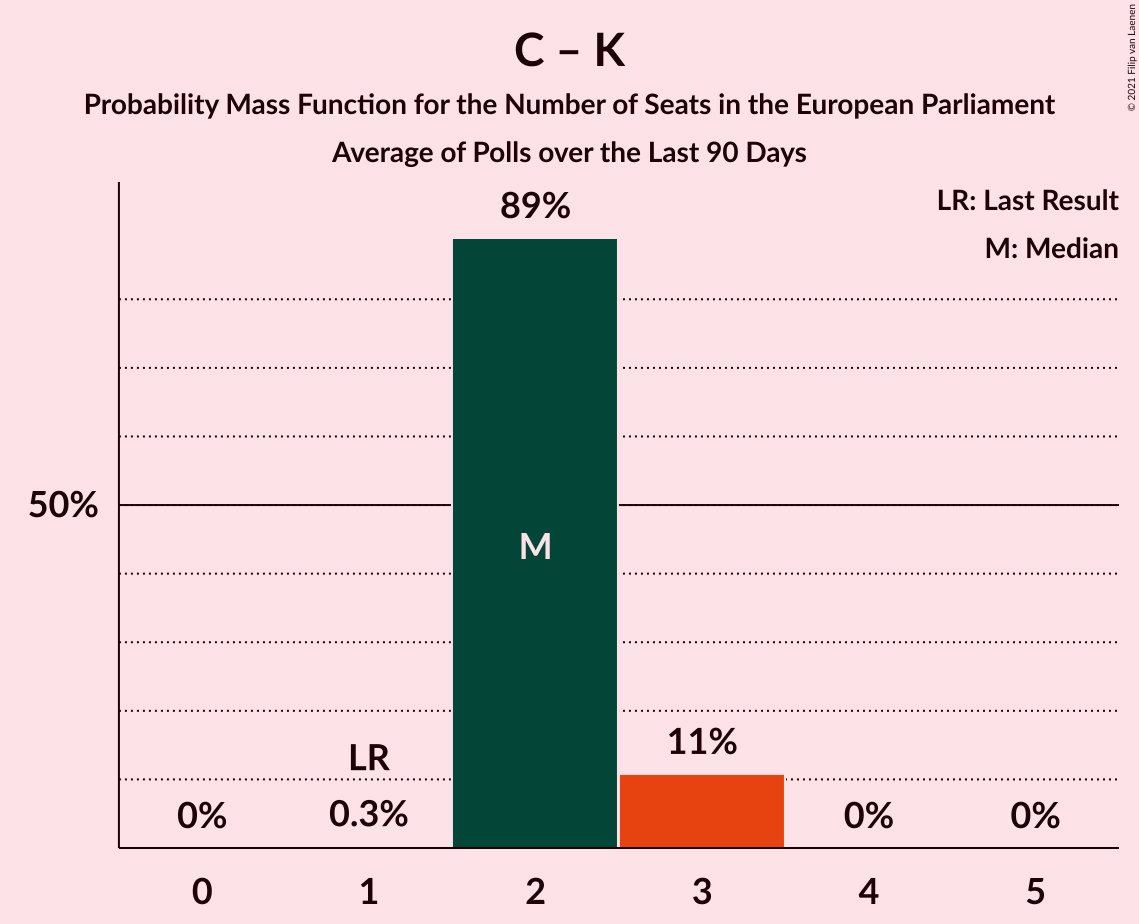 C – K
Probability Mass Function for the Number of Seats in the European Parliament
Average of Polls over the Last 90 Days
© 2021 Filip van Laenen
LR: Last Result
M: Median
89%
50%
M
11%
LR
0% 0.3% 0% 0%
0 1 2 3 4 5